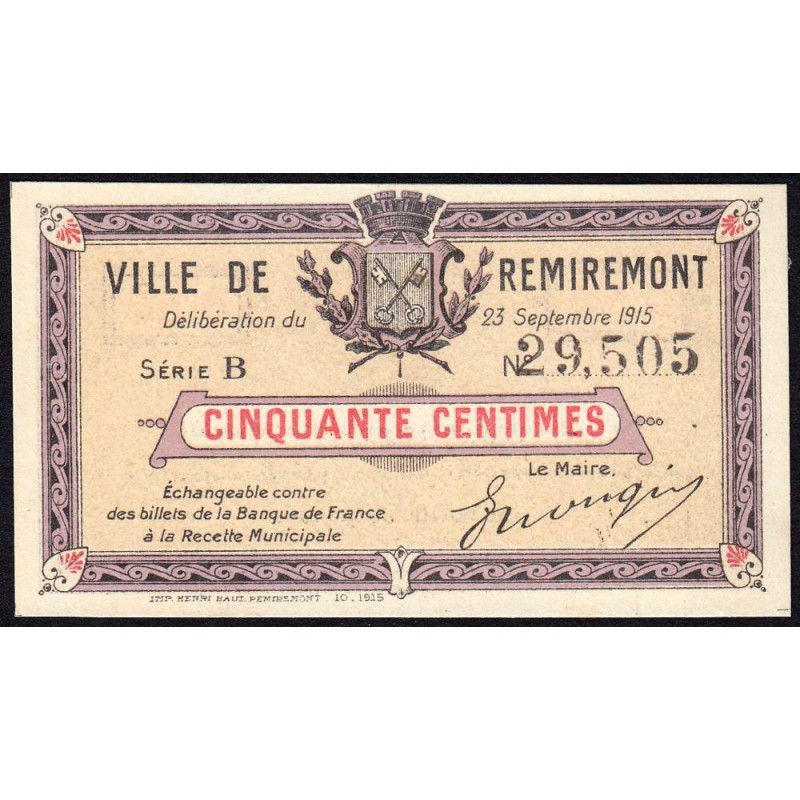 VILLE DE REMIREMONT
Délibération du 23 Septembre 1915
SÉRIE B No 29,505
CINQUANTE CENTIMES
Le Maire,
Échangeable contre
des billets de la Banque de France
à la Recette Municipale
IMP. HENRI HAUT. REMIREMONT. 10.1915